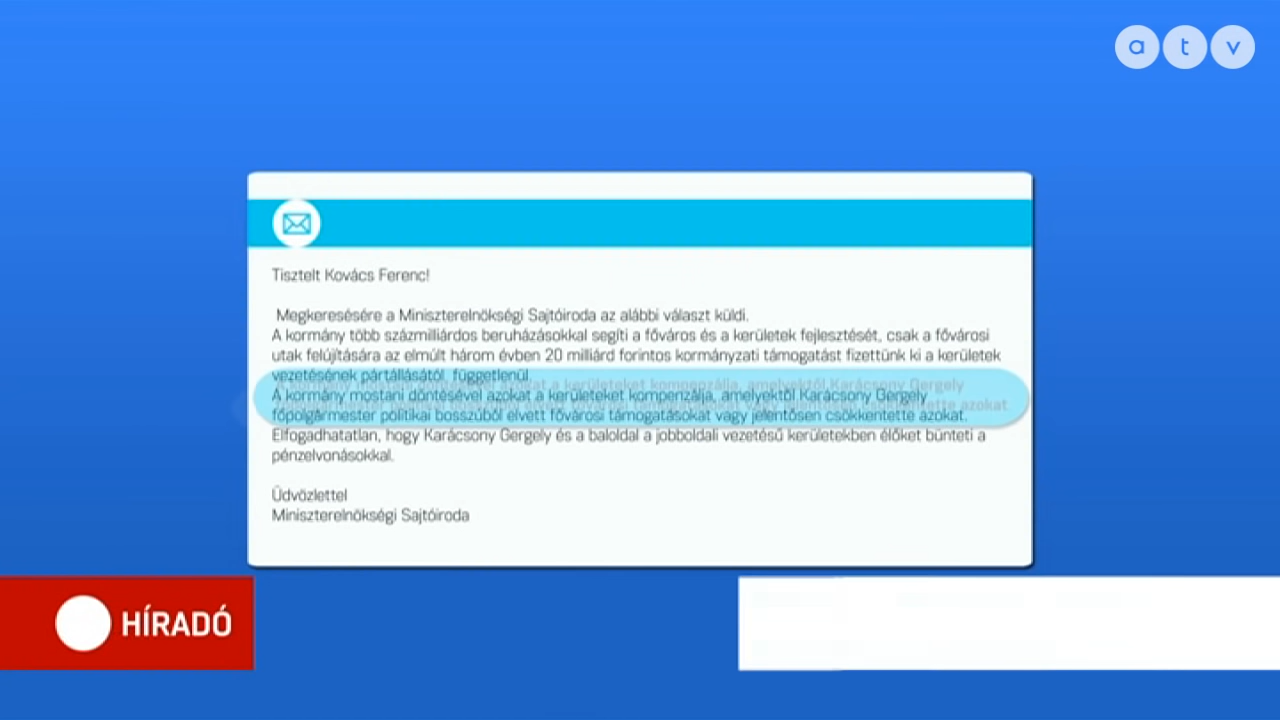 a t v
Tisztelt Kovács Ferenc!
Megkeresésére a Miniszterelnökségi Sajtóiroda az alábbi választ küldi.
A kormány több százmilliárdos beruházásokkal segíti a főváros és a kerületek fejlesztését, csak a fővárosi
utak felújítására az elmúlt három évben 20 milliárd forintos kormányzati támogatást fizettünk ki a kerületek
vezetésének pártállásától függetlenül.
A kormány mostani döntésével azokat a kerületeket kompenzálja, amelyektől Karácsony Gergely
főpolgármester politikai bosszúból elvett fővárosi támogatásokat vagy jelentősen csökkentette azokat.
Elfogadhatatlan, hogy Karácsony Gergely és a baloldal a jobboldali vezetésű kerületekben élőket bünteti a
pénzelvonásokkal.
Üdvözlettel
Miniszterelnökségi Sajtóiroda
HÍRADÓ